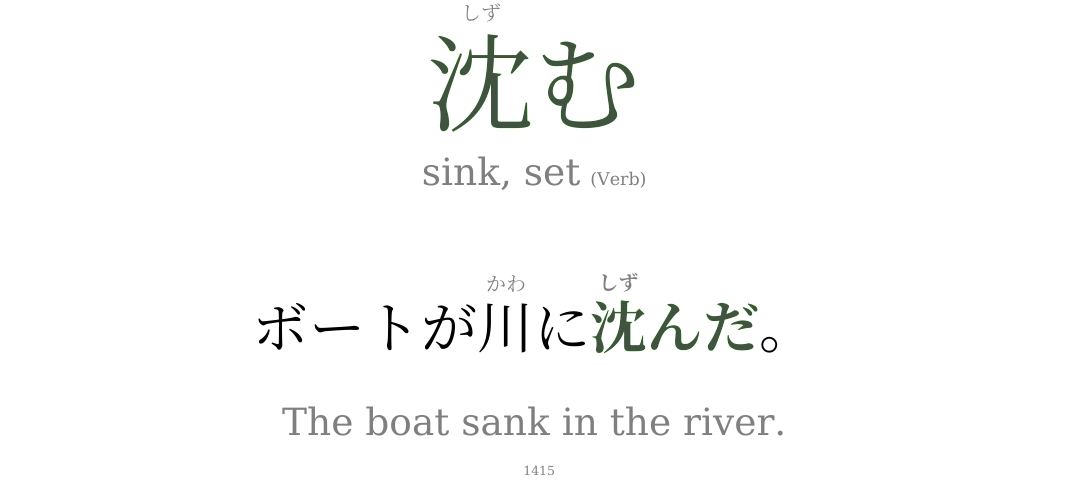 しず
沈む
sink, set (Verb)
かわ しず
ボートが川に沈んだ。
The boat sank in the river.
1415